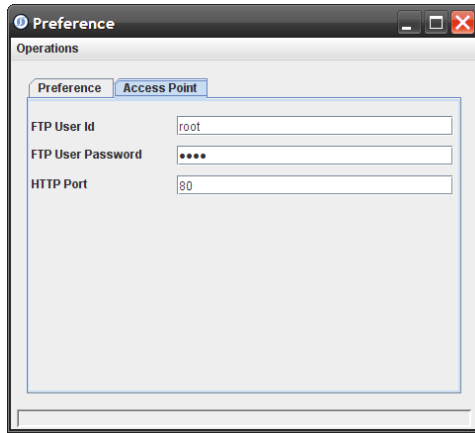 Preference
Operations
Preference Access Point
FTP User Id root
FTP User Password ••••
HTTP Port 80